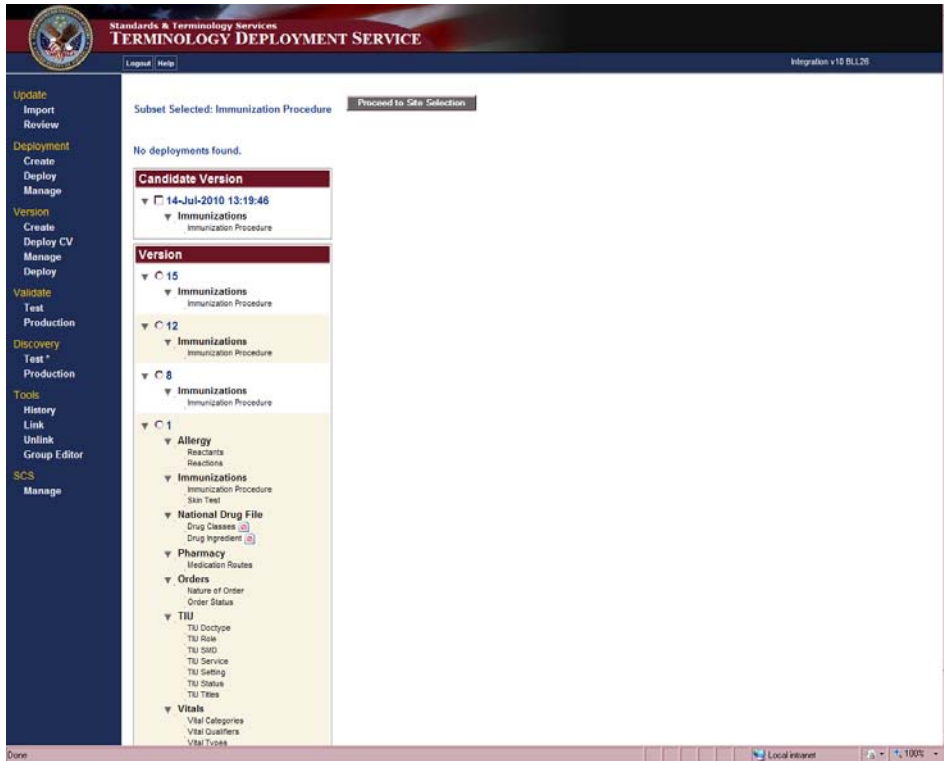 Standards & Terminology Services
TERMINOLOGY DEPLOYMENT SERVICE
Logout Help
Integration v10 BLL26
Update
Import
Review
Deployment
Create
Deploy
Manage
Version
Create
Deploy CV
Manage
Deploy
Validate
Test
Production
Discovery
Test *
Production
Tools
History
Link
Unlink
Group Editor
SCS
Manage
Subset Selected: Immunization Procedure
Proceed to Site Selection
No deployments found.
Candidate Version
14-Jul-2010 13:19:46
Immunizations
Immunization Procedure
Version
15
Immunizations
Immunization Procedure
12
Immunizations
Immunization Procedure
8
Immunizations
Immunization Procedure
1
Allergy
Reactants
Reactions
Immunizations
Immunization Procedure
Skin Test
National Drug File
Drug Classes
Drug Ingredient
Pharmacy
Medication Routes
Orders
Nature of Order
Order Status
TIU
TIU Doctype
TIU Role
TIU SMD
TIU Service
TIU Setting
TIU Status
TIU Titles
Vitals
Vital Categories
Vital Qualifiers
Vital Types
Done
Local intranet
100%